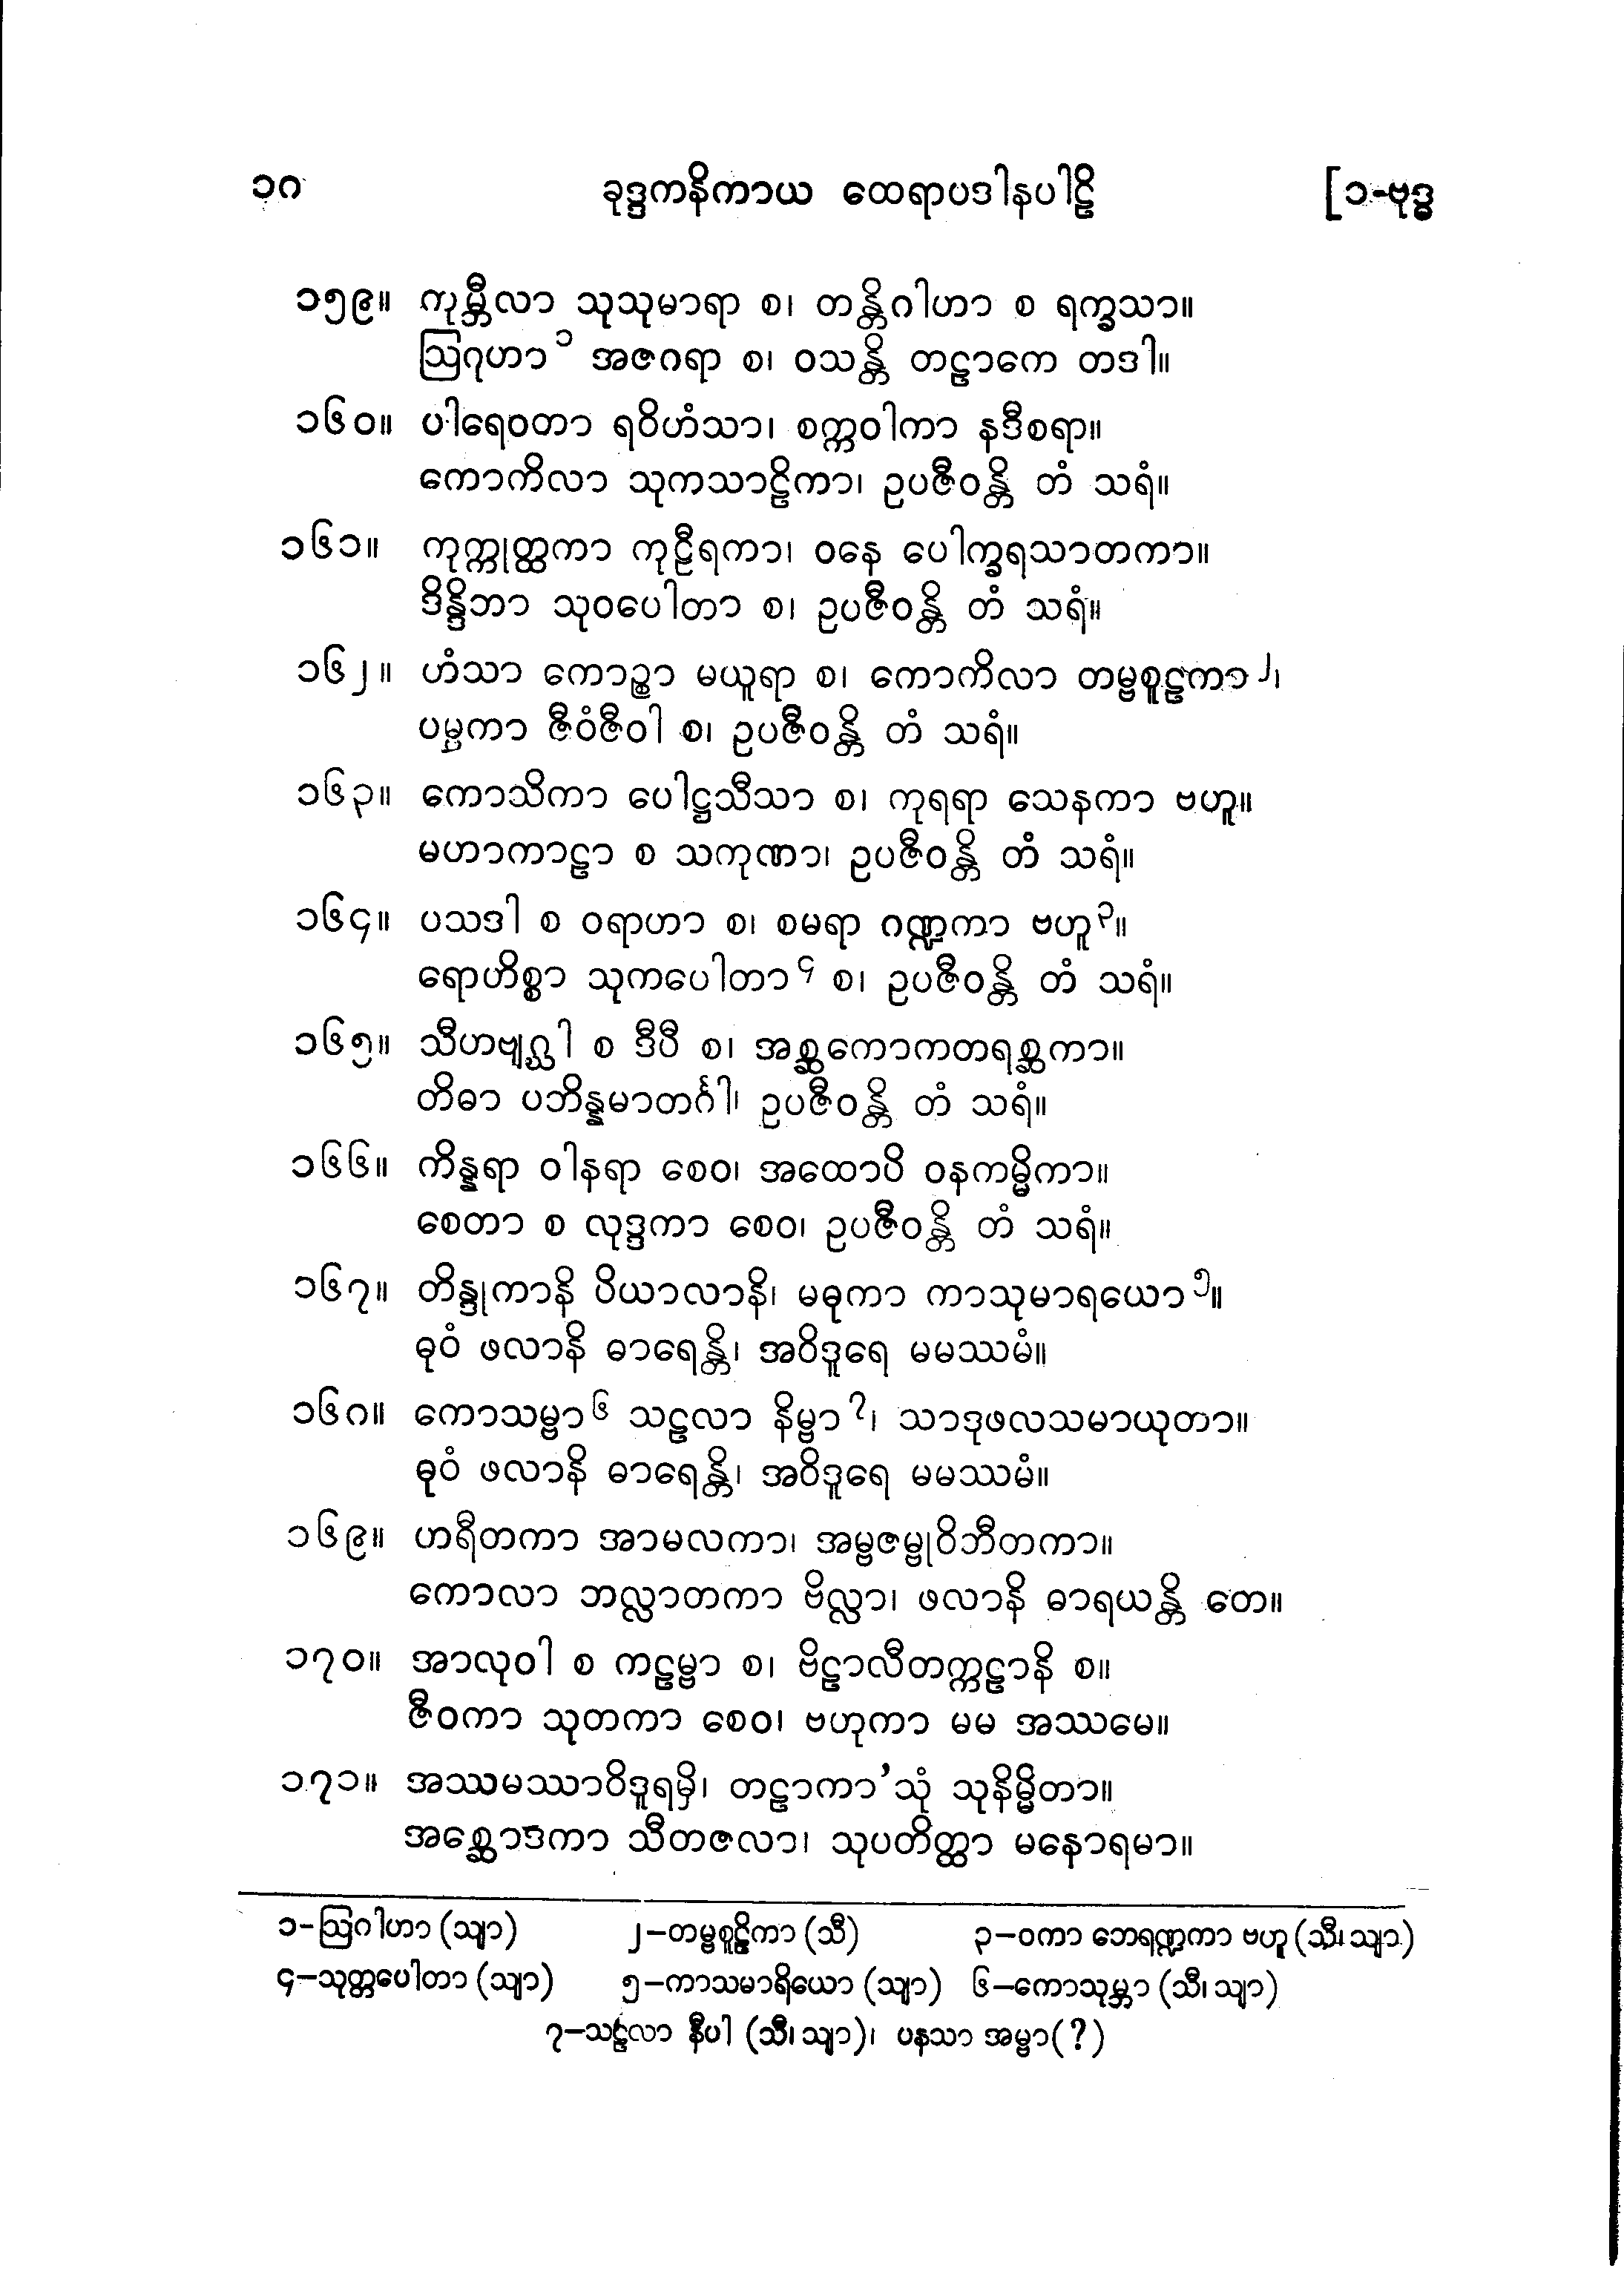 ၁၈ ခုဒ္ဒကနိကာယ ထေရာပဒါနပါဠိ [၁-ဗုဒ္ဓ
၁၅၉။ ကုမ္ဘီလာ သုသုမာရာ စ၊ တန္တိဂါဟာ စ ရက္ခသာ။
ဩဂုဟာ၁ အဇဂရာ စ၊ ဝသန္တိ တဠာကေ တဒါ။
၁၆၀။ ပါရေဝတာ ရဝိဟံသာ၊ စက္ကဝါကာ နဒီစရာ။
ကောကိလာ သုကသာဠိကာ၊ ဥပဇီဝန္တိ တံ သရံ။
၁၆၁။ ကုက္ကုတ္ထကာ ကုဠီရကာ၊ ဝနေ ပေါက္ခရသာတကာ။
ဒိန္ဒိဘာ သုဝပေါတာ စ၊ ဥပဇီဝန္တိ တံ သရံ။
၁၆၂။ ဟံသာ ကောဉ္စာ မယူရာ စ၊ ကောကိလာ တမ္ဗစူဠကာ၂၊
ပမ္ပကာ ဇီဝံဇီဝါ စ၊ ဥပဇီဝန္တိ တံ သရံ။
၁၆၃။ ကောသိကာ ပေါဋ္ဌသီသာ စ၊ ကုရရာ သေနကာ ဗဟူ။
မဟာကာဠာ စ သကုဏာ၊ ဥပဇီဝန္တိ တံ သရံ။
၁၆၄။ ပသဒါ စ ဝရာဟာ စ၊ စမရာ ဂဏ္ဍကာ ဗဟူ၃။
ရောဟိစ္စာ သုကပေါတာ၄ စ၊ ဥပဇီဝန္တိ တံ သရံ။
၁၆၅။ သီဟဗျဂ္ဃါ စ ဒီပီ စ၊ အစ္ဆကောကတရစ္ဆကာ။
တိဓာ ပဘိန္နမာတင်္ဂါ၊ ဥပဇီဝန္တိ တံ သရံ။
၁၆၆။ ကိန္နရာ ဝါနရာ စေဝ၊ အထောပိ ဝနကမ္မိကာ။
စေတာ စ လုဒ္ဒကာ စေဝ၊ ဥပဇီဝန္တိ တံ သရံ။
၁၆၇။ တိန္ဒုကာနိ ပိယာလာနိ၊ မဓုကာ ကာသုမာရယော၅။
ဓုဝံ ဖလာနိ ဓာရေန္တိ၊ အဝိဒူရေ မမဿမံ။
၁၆၈။ ကောသမ္ဗာ၆ သဠလာ နိမ္ဗာ၇၊ သာဒုဖလသမာယုတာ။
ဓုဝံ ဖလာနိ ဓာရေန္တိ၊ အဝိဒူရေ မမဿမံ။
၁၆၉။ ဟရီတကာ အာမလကာ၊ အမ္ဗဇမ္ဗုဝိဘီတကာ။
ကောလာ ဘလ္လာတကာ ဗိလ္လာ၊ ဖလာနိ ဓာရယန္တိ တေ။
၁၇၀။ အာလုဝါ စ ကဠမ္ဗာ စ၊ ဗိဠာလီတက္ကဠာနိ စ။
ဇီဝကာ သုတကာ စေဝ၊ ဗဟုကာ မမ အဿမေ။
၁၇၁။ အဿမဿာဝိဒူရမှိ၊ တဠာကာ’သုံ သုနိမ္မိတာ။
အစ္ဆောဒကာ သီတဇလာ၊ သုပတိတ္ထာ မနောရမာ။
၁–ဩဂါဟာ (သျာ) ၂–တမ္ဗစူဠိကာ (သီ) ၃–ဝကာ ဘေရဏ္ဍကာ ဗဟူ (သီ၊ သျာ)
၄–သုတ္တပေါတာ (သျာ) ၅–ကာသမာရိယော (သျာ) ၆–ကောသုမ္ဘာ (သီ၊ သျာ)
၇–သဠလာ နီပါ (သီ၊ သျာ)၊ ပနသာ အမ္ဗာ(?)